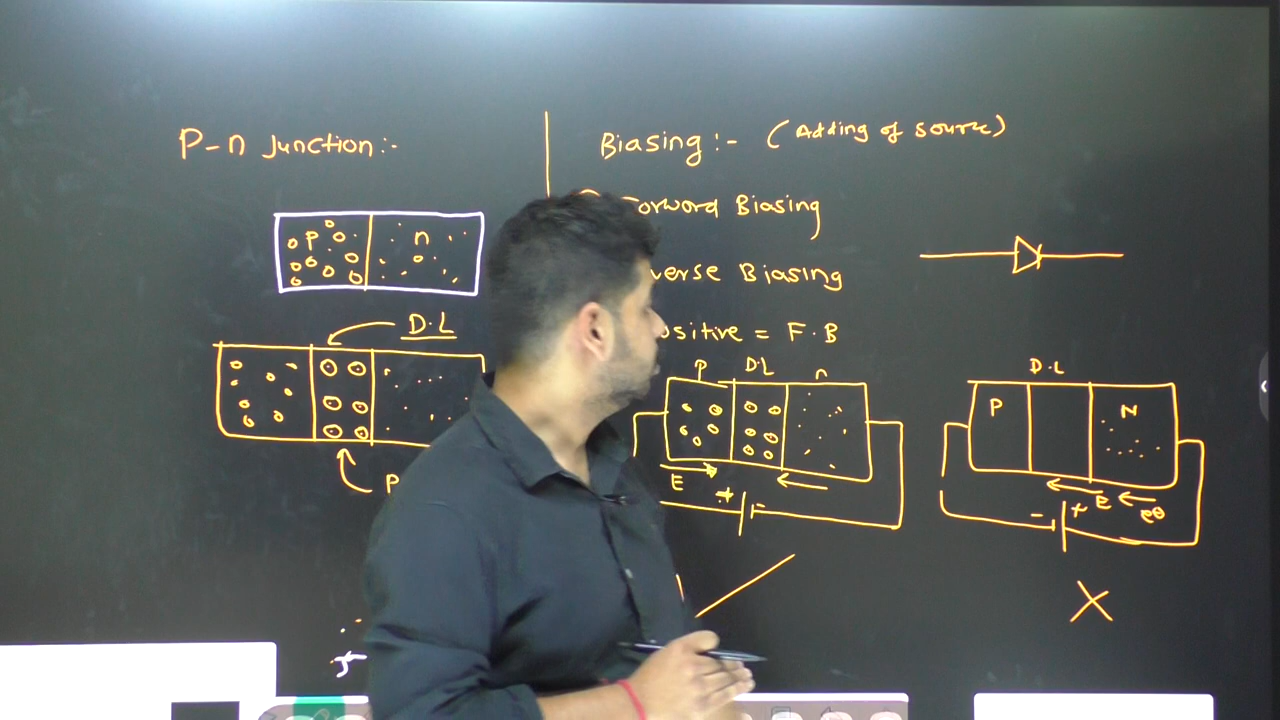 P-n Junction:-
P
n
D.L
P
Biasing:- (Adding of source)
Forword Biasing
verse Biasing
sitive = F.B
P D.L n
E
+ -
D.L
P N
- + E e⊖
X